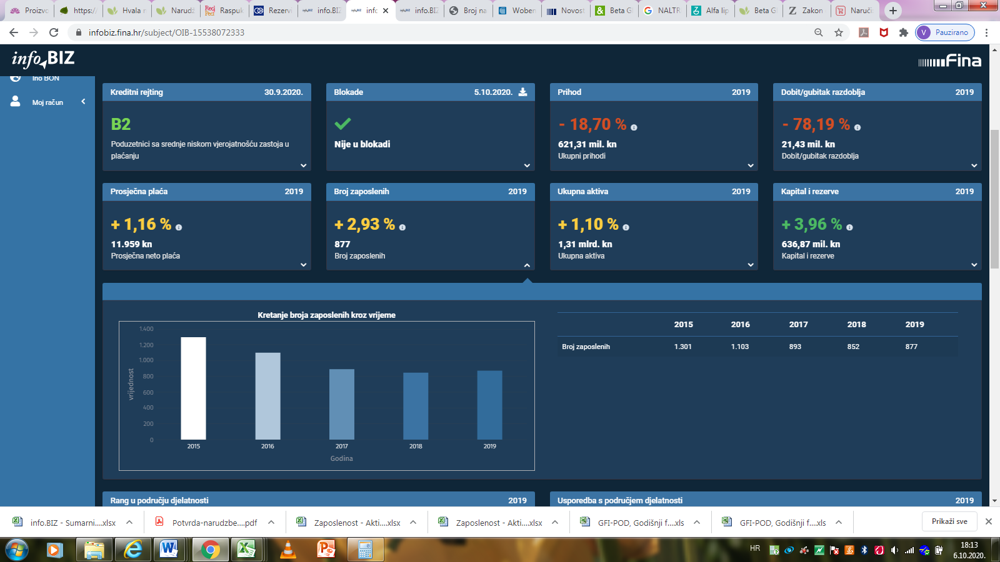 Proizvo
https:/
Hvala r
Narudž
Raspuk
Rezerv
info.BIZ
info
info.BIZ
Broj na
Wober
Novost
Beta G
NALTR
Alfa lip
Beta G
Zakon
Naruči
infobiz.fina.hr/subject/OIB-15538072333
V Pauzirano
info.BIZ
Fina
Ino BON
Moj račun
Kreditni rejting 30.9.2020.
B2
Poduzetnici sa srednje niskom vjerojatnošću zastoja u
plaćanju
Blokade 5.10.2020.
Nije u blokadi
Prihod 2019
- 18,70 %
621,31 mil. kn
Ukupni prihodi
Dobit/gubitak razdoblja 2019
- 78,19 %
21,43 mil. kn
Dobit/gubitak razdoblja
Prosječna plaća 2019
+ 1,16 %
11.959 kn
Prosječna neto plaća
Broj zaposlenih 2019
+ 2,93 %
877
Broj zaposlenih
Ukupna aktiva 2019
+ 1,10 %
1,31 mlrd. kn
Ukupna aktiva
Kapital i rezerve 2019
+ 3,96 %
636,87 mil. kn
Kapital i rezerve
Kretanje broja zaposlenih kroz vrijeme
1.400
1.200
1.000
800
600
400
200
0
vrijednost
2015 2016 2017 2018 2019
Godina
2015 2016 2017 2018 2019
Broj zaposlenih 1.301 1.103 893 852 877
Rang u području djelatnosti 2019
Usporedba s područjem djelatnosti 2019
info.BIZ - Sumarni....xlsx
Potvrda-narudzbe....pdf
Zaposlenost - Akti....xlsx
Zaposlenost - Akti....xlsx
GFI-POD, Godišnji f....xls
GFI-POD, Godišnji f....xls
Prikaži sve
HR
18:13
6.10.2020.